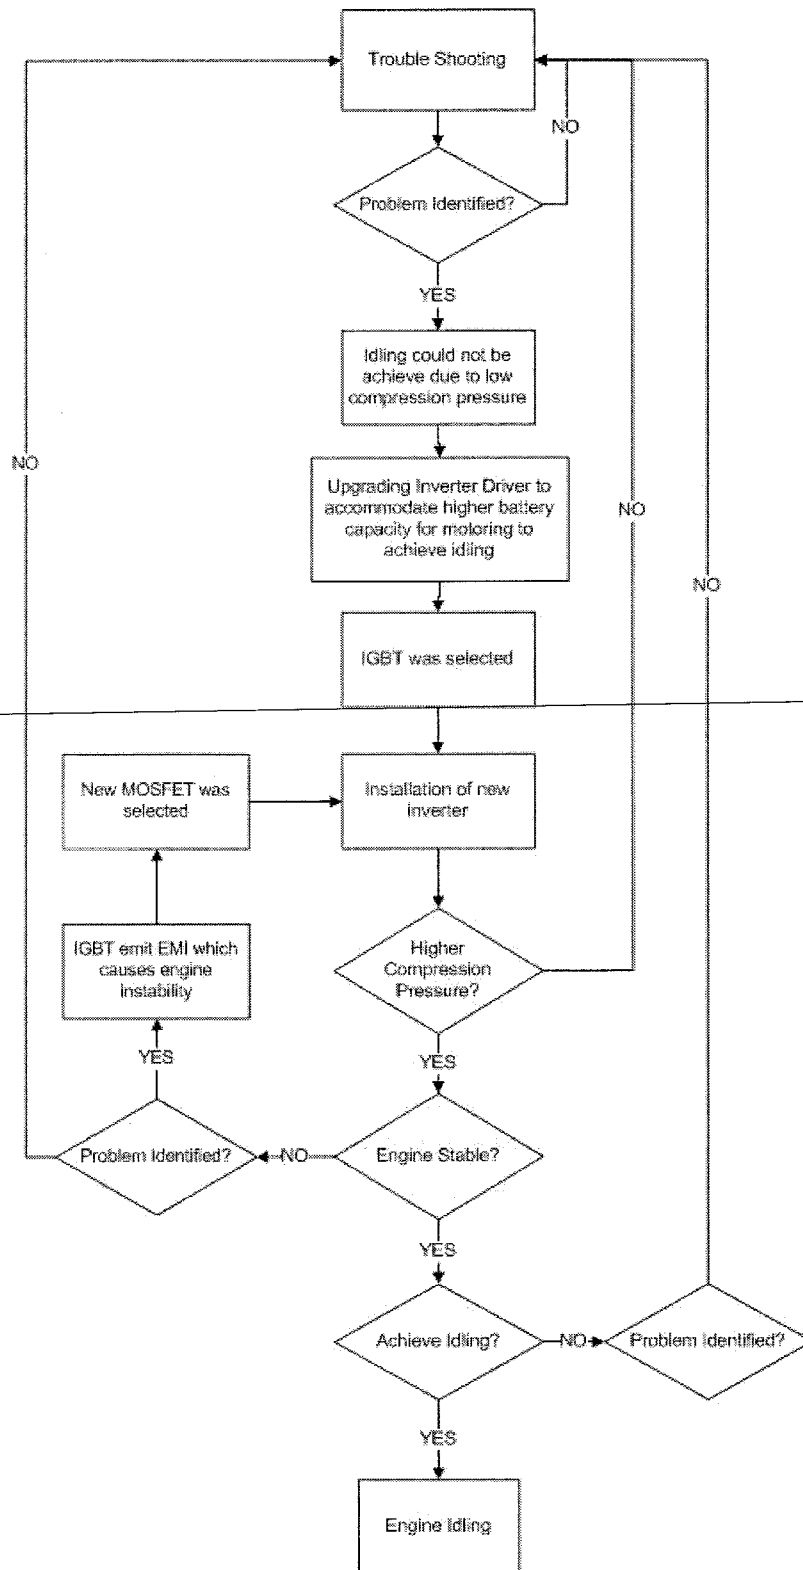 Trouble Shooting
NO
Problem Identified?
YES
Idling could not be
achieve due to low
compression pressure
NO
Upgrading Inverter Driver to
accommodate higher battery
capacity for motoring to
achieve idling
NO
NO
IGBT was selected
New MOSFET was
selected
Installation of new
inverter
IGBT emit EMI which
causes engine
instability
Higher
Compression
Pressure?
YES
YES
Problem Identified?
NO
Engine Stable?
YES
Achieve Idling?
NO
Problem Identified?
YES
Engine Idling